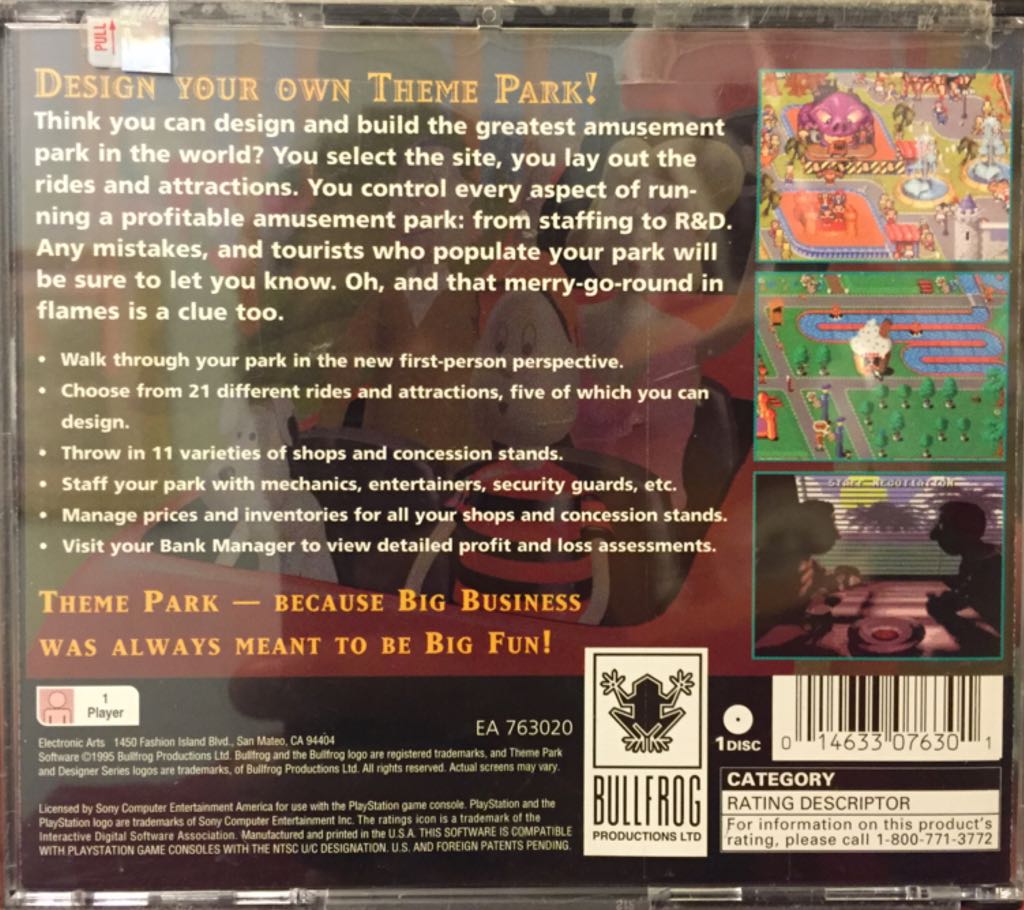 PULL
DESIGN YOUR OWN THEME PARK!
Think you can design and build the greatest amusement
park in the world? You select the site, you lay out the
rides and attractions. You control every aspect of run-
ning a profitable amusement park: from staffing to R&D.
Any mistakes, and tourists who populate your park will
be sure to let you know. Oh, and that merry-go-round in
flames is a clue too.
• Walk through your park in the new first-person perspective.
• Choose from 21 different rides and attractions, five of which you can
design.
• Throw in 11 varieties of shops and concession stands.
• Staff your park with mechanics, entertainers, security guards, etc.
• Manage prices and inventories for all your shops and concession stands.
• Visit your Bank Manager to view detailed profit and loss assessments.
THEME PARK — BECAUSE BIG BUSINESS
WAS ALWAYS MEANT TO BE BIG FUN!
STAFF NEGOTIATION
1
Player
EA 763020
Electronic Arts 1450 Fashion Island Blvd., San Mateo, CA 94404
Software ©1995 Bullfrog Productions Ltd. Bullfrog and the Bullfrog logo are registered trademarks, and Theme Park
and Designer Series logos are trademarks, of Bullfrog Productions Ltd. All rights reserved. Actual screens may vary.
Licensed by Sony Computer Entertainment America for use with the PlayStation game console. PlayStation and the
PlayStation logo are trademarks of Sony Computer Entertainment Inc. The ratings icon is a trademark of the
Interactive Digital Software Association. Manufactured and printed in the U.S.A. THIS SOFTWARE IS COMPATIBLE
WITH PLAYSTATION GAME CONSOLES WITH THE NTSC U/C DESIGNATION. U.S. AND FOREIGN PATENTS PENDING.
BULLFROG
PRODUCTIONS LTD
1 DISC
0 14633 07630 1
CATEGORY
RATING DESCRIPTOR
For information on this product's
rating, please call 1-800-771-3772
215